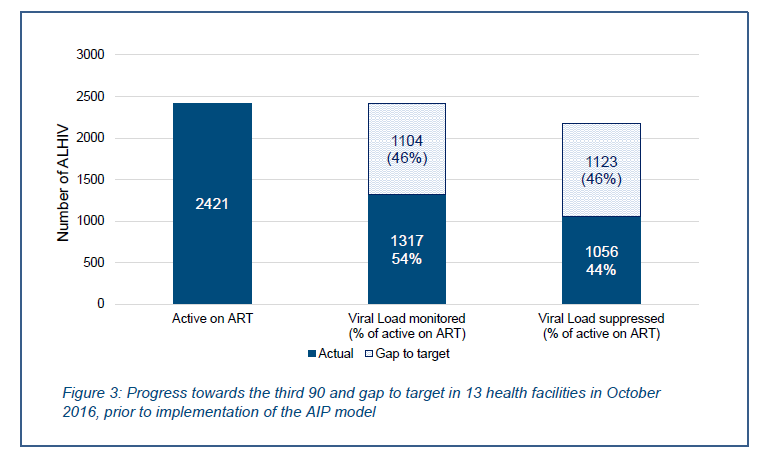 3000
2500
2000
1500
1000
500
0
Number of ALHIV
2421
1104
(46%)
1317
54%
1123
(46%)
1056
44%
Active on ART
Viral Load monitored
(% of active on ART)
Viral Load suppressed
(% of active on ART)
Actual
Gap to target
Figure 3: Progress towards the third 90 and gap to target in 13 health facilities in October
2016, prior to implementation of the AIP model